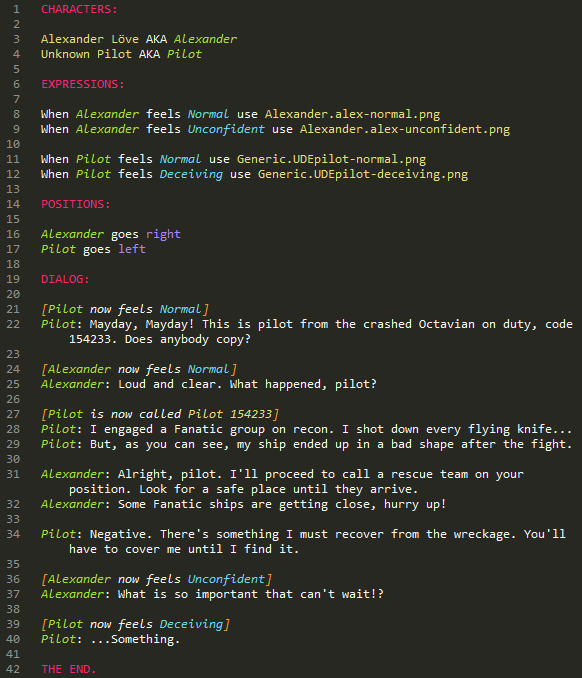 1 CHARACTERS:
2
3 Alexander Löve AKA Alexander
4 Unknown Pilot AKA Pilot
5
6 EXPRESSIONS:
7
8 When Alexander feels Normal use Alexander.alex-normal.png
9 When Alexander feels Unconfident use Alexander.alex-unconfident.png
10
11 When Pilot feels Normal use Generic.UDEpilot-normal.png
12 When Pilot feels Deceiving use Generic.UDEpilot-deceiving.png
13
14 POSITIONS:
15
16 Alexander goes right
17 Pilot goes left
18
19 DIALOG:
20
21 [Pilot now feels Normal]
22 Pilot: Mayday, Mayday! This is pilot from the crashed Octavian on duty, code
154233. Does anybody copy?
23
24 [Alexander now feels Normal]
25 Alexander: Loud and clear. What happened, pilot?
26
27 [Pilot is now called Pilot 154233]
28 Pilot: I engaged a Fanatic group on recon. I shot down every flying knife...
29 Pilot: But, as you can see, my ship ended up in a bad shape after the fight.
30
31 Alexander: Alright, pilot. I'll proceed to call a rescue team on your
position. Look for a safe place until they arrive.
32 Alexander: Some Fanatic ships are getting close, hurry up!
33
34 Pilot: Negative. There's something I must recover from the wreckage. You'll
have to cover me until I find it.
35
36 [Alexander now feels Unconfident]
37 Alexander: What is so important that can't wait!?
38
39 [Pilot now feels Deceiving]
40 Pilot: ...Something.
41
42 THE END.